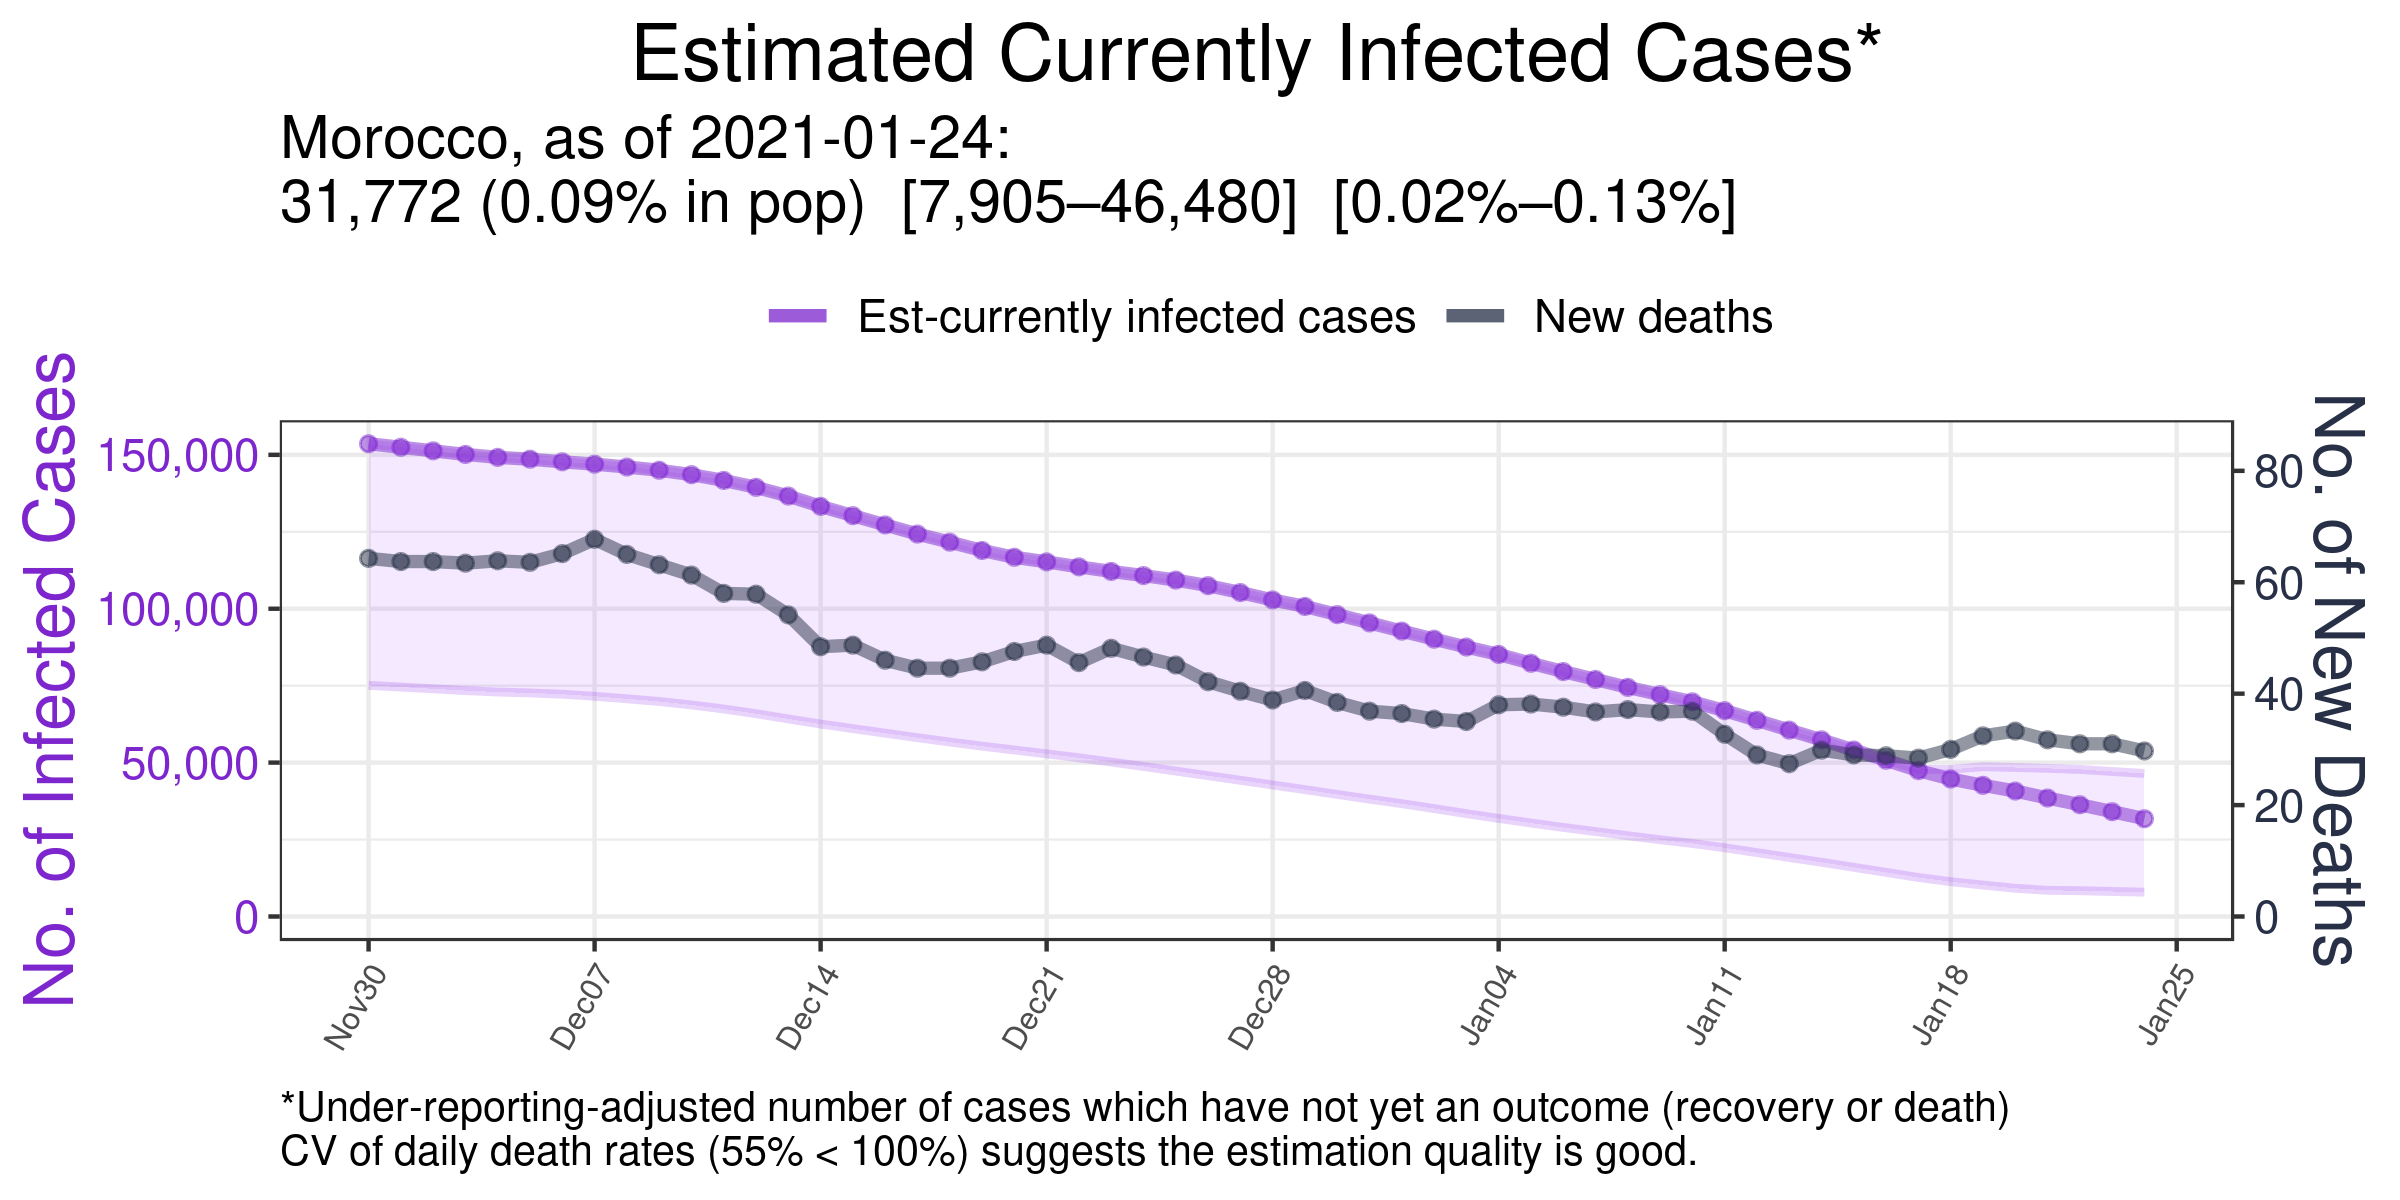 Estimated Currently Infected Cases*
Morocco, as of 2021-01-24:
31,772 (0.09% in pop)  [7,905–46,480]  [0.02%–0.13%]
Est-currently infected cases
New deaths
No. of Infected Cases
150,000
100,000
50,000
0
No. of New Deaths
80
60
40
20
0
Nov30
Dec07
Dec14
Dec21
Dec28
Jan04
Jan11
Jan18
Jan25
*Under-reporting-adjusted number of cases which have not yet an outcome (recovery or death)
CV of daily death rates (55% < 100%) suggests the estimation quality is good.